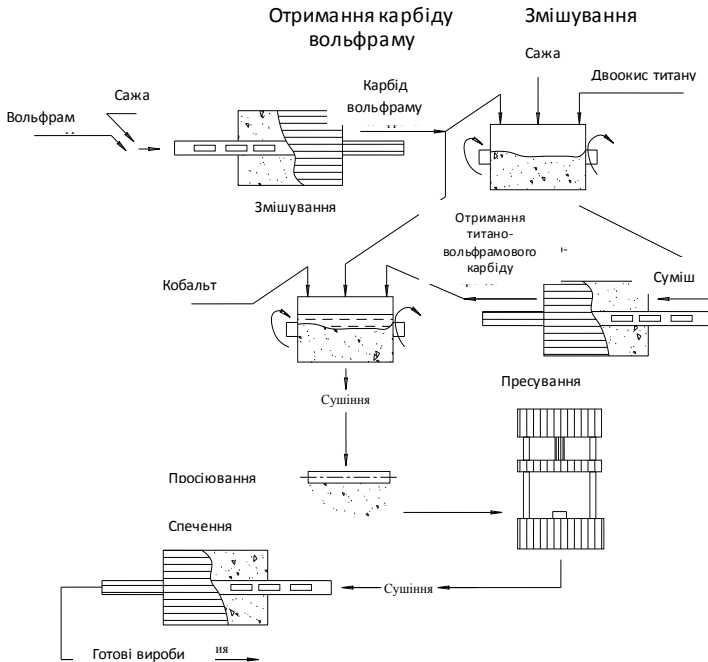 Отримання карбіду
вольфраму
Змішування
Сажа
Двоокис титану
Карбід
вольфраму
Сажа
Вольфрам
Змішування
Отримання
титано-
вольфрамового
карбіду
Кобальт
Суміш
Пресування
Сушіння
Просіювання
Спечення
Сушіння
Готові вироби ия